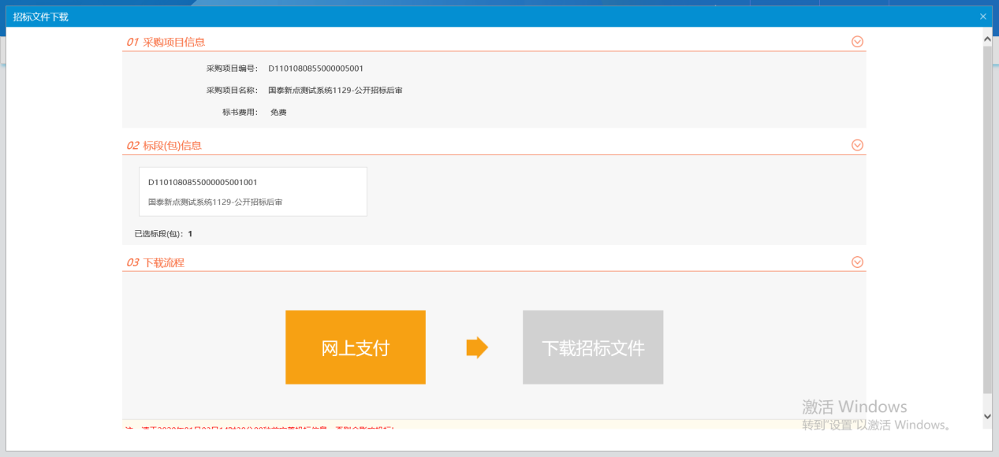 招标文件下载
01 采购项目信息
采购项目编号： D1101080855000005001
采购项目名称： 国泰新点测试系统1129-公开招标后审
标书费用： 免费
02 标段(包)信息
D1101080855000005001001
国泰新点测试系统1129-公开招标后审
已选标段(包)： 1
03 下载流程
网上支付
下载招标文件
激活 Windows
转到"设置"以激活 Windows。